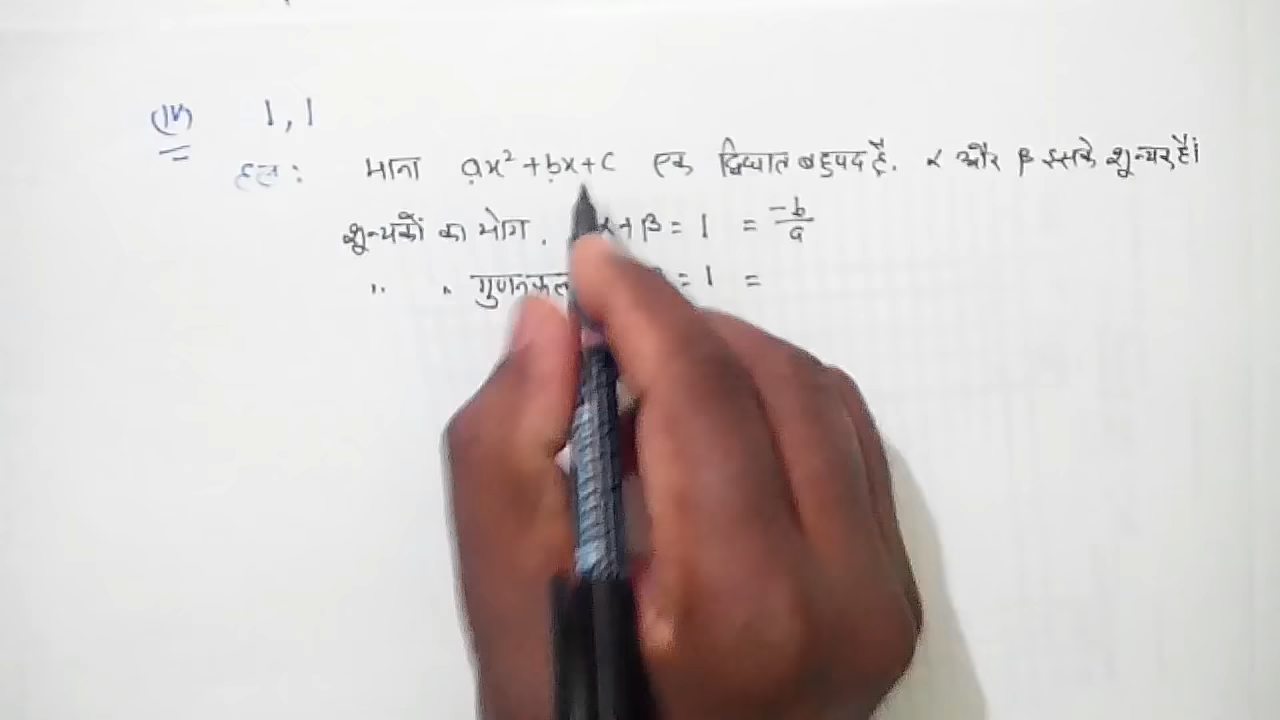 (iv) 1, 1
हल : माना ax² + bx + c एक द्विघात बहुपद है. α और β इसके शून्यक हैं।
शून्यकों का योग, α + β = 1 = -b/a
" " गुणनफल = 1 =